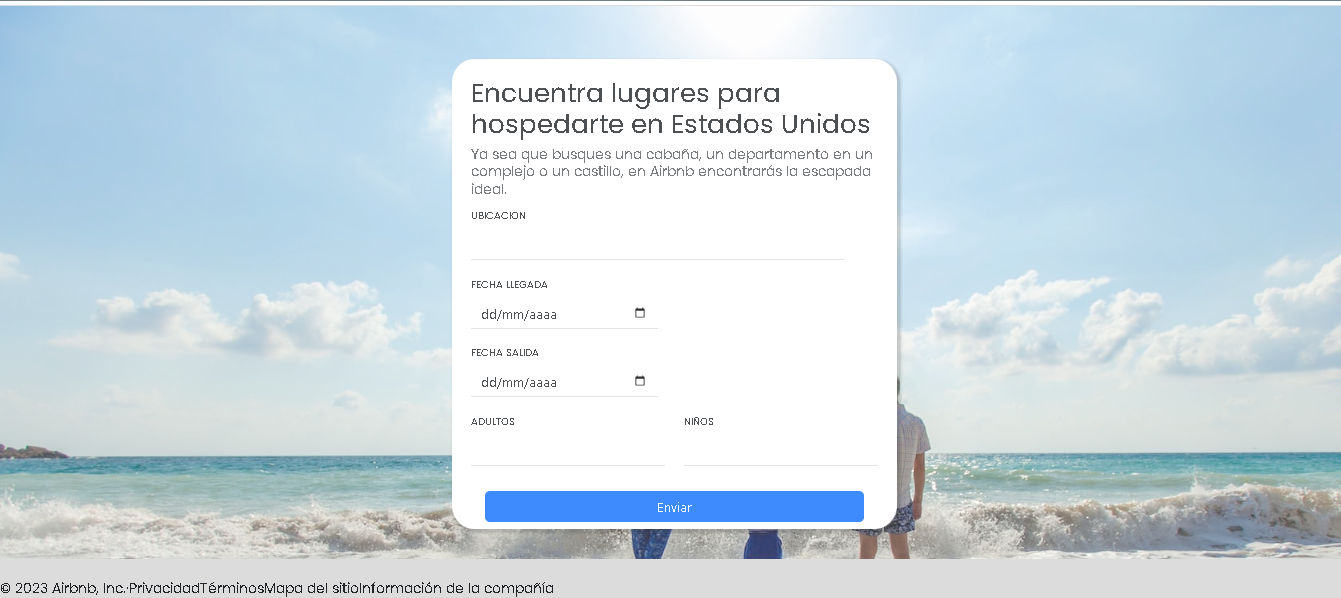 Encuentra lugares para
hospedarte en Estados Unidos
Ya sea que busques una cabaña, un departamento en un
complejo o un castillo, en Airbnb encontrarás la escapada
ideal.
UBICACION
FECHA LLEGADA
dd/mm/aaaa
FECHA SALIDA
dd/mm/aaaa
ADULTOS NIÑOS
Enviar
© 2023 Airbnb, Inc.·PrivacidadTérminosMapa del sitioInformación de la compañía